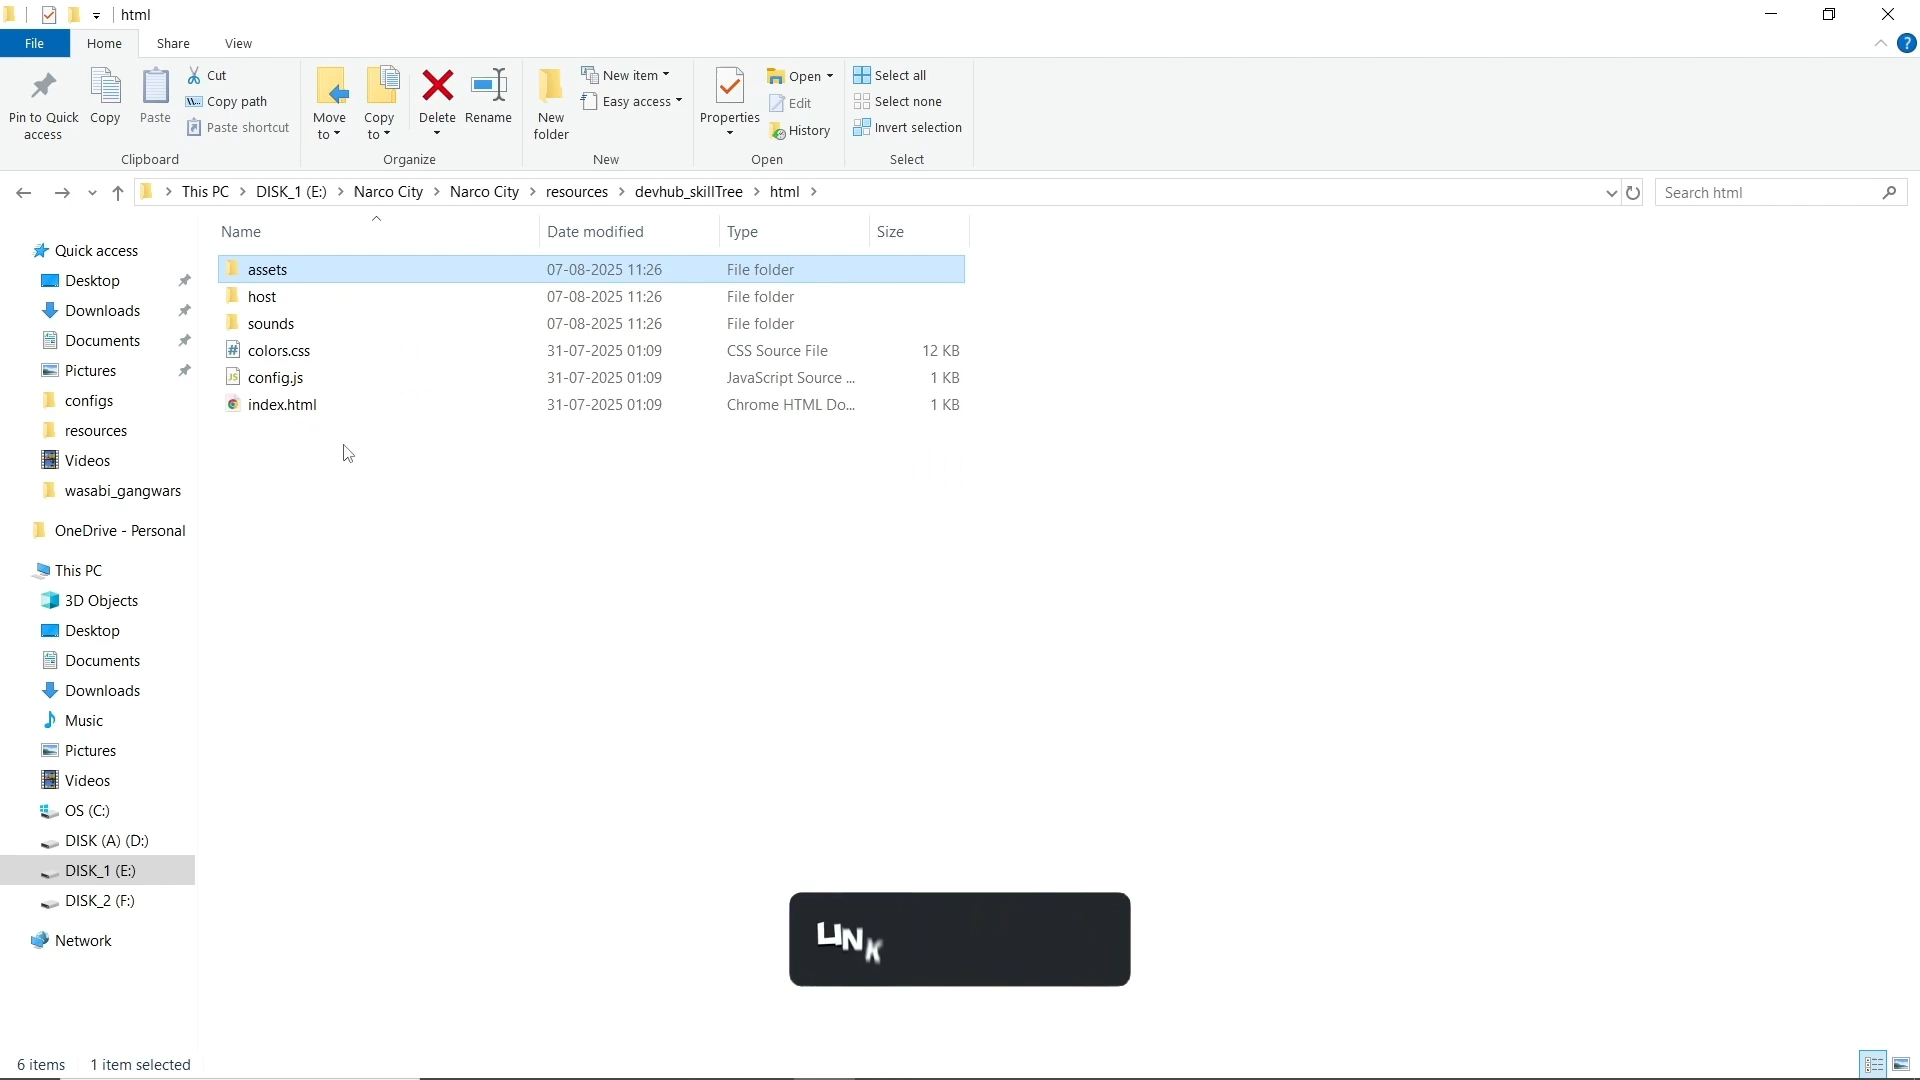 html
File
Home
Share
View
Pin to Quick access
Copy
Paste
Cut
Copy path
Paste shortcut
Clipboard
Move to
Copy to
Delete
Rename
Organize
New folder
New item
Easy access
New
Properties
Open
Edit
History
Open
Select all
Select none
Invert selection
Select
This PC > DISK_1 (E:) > Narco City > Narco City > resources > devhub_skillTree > html >
Search html
Name Date modified Type Size
assets 07-08-2025 11:26 File folder
host 07-08-2025 11:26 File folder
sounds 07-08-2025 11:26 File folder
colors.css 31-07-2025 01:09 CSS Source File 12 KB
config.js 31-07-2025 01:09 JavaScript Source ... 1 KB
index.html 31-07-2025 01:09 Chrome HTML Do... 1 KB
Quick access
Desktop
Downloads
Documents
Pictures
configs
resources
Videos
wasabi_gangwars
OneDrive - Personal
This PC
3D Objects
Desktop
Documents
Downloads
Music
Pictures
Videos
OS (C:)
DISK (A) (D:)
DISK_1 (E:)
DISK_2 (F:)
Network
LINK
6 items 1 item selected